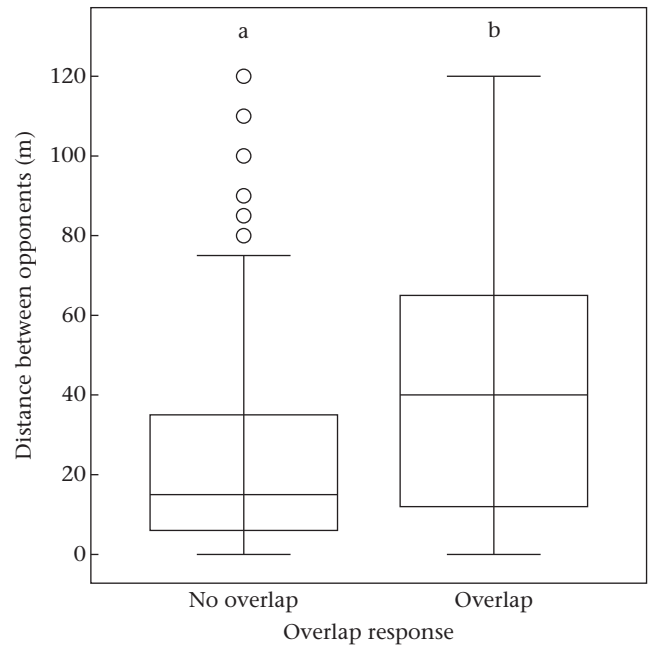 a
b
120
100
80
60
40
20
0
Distance between opponents (m)
No overlap
Overlap
Overlap response